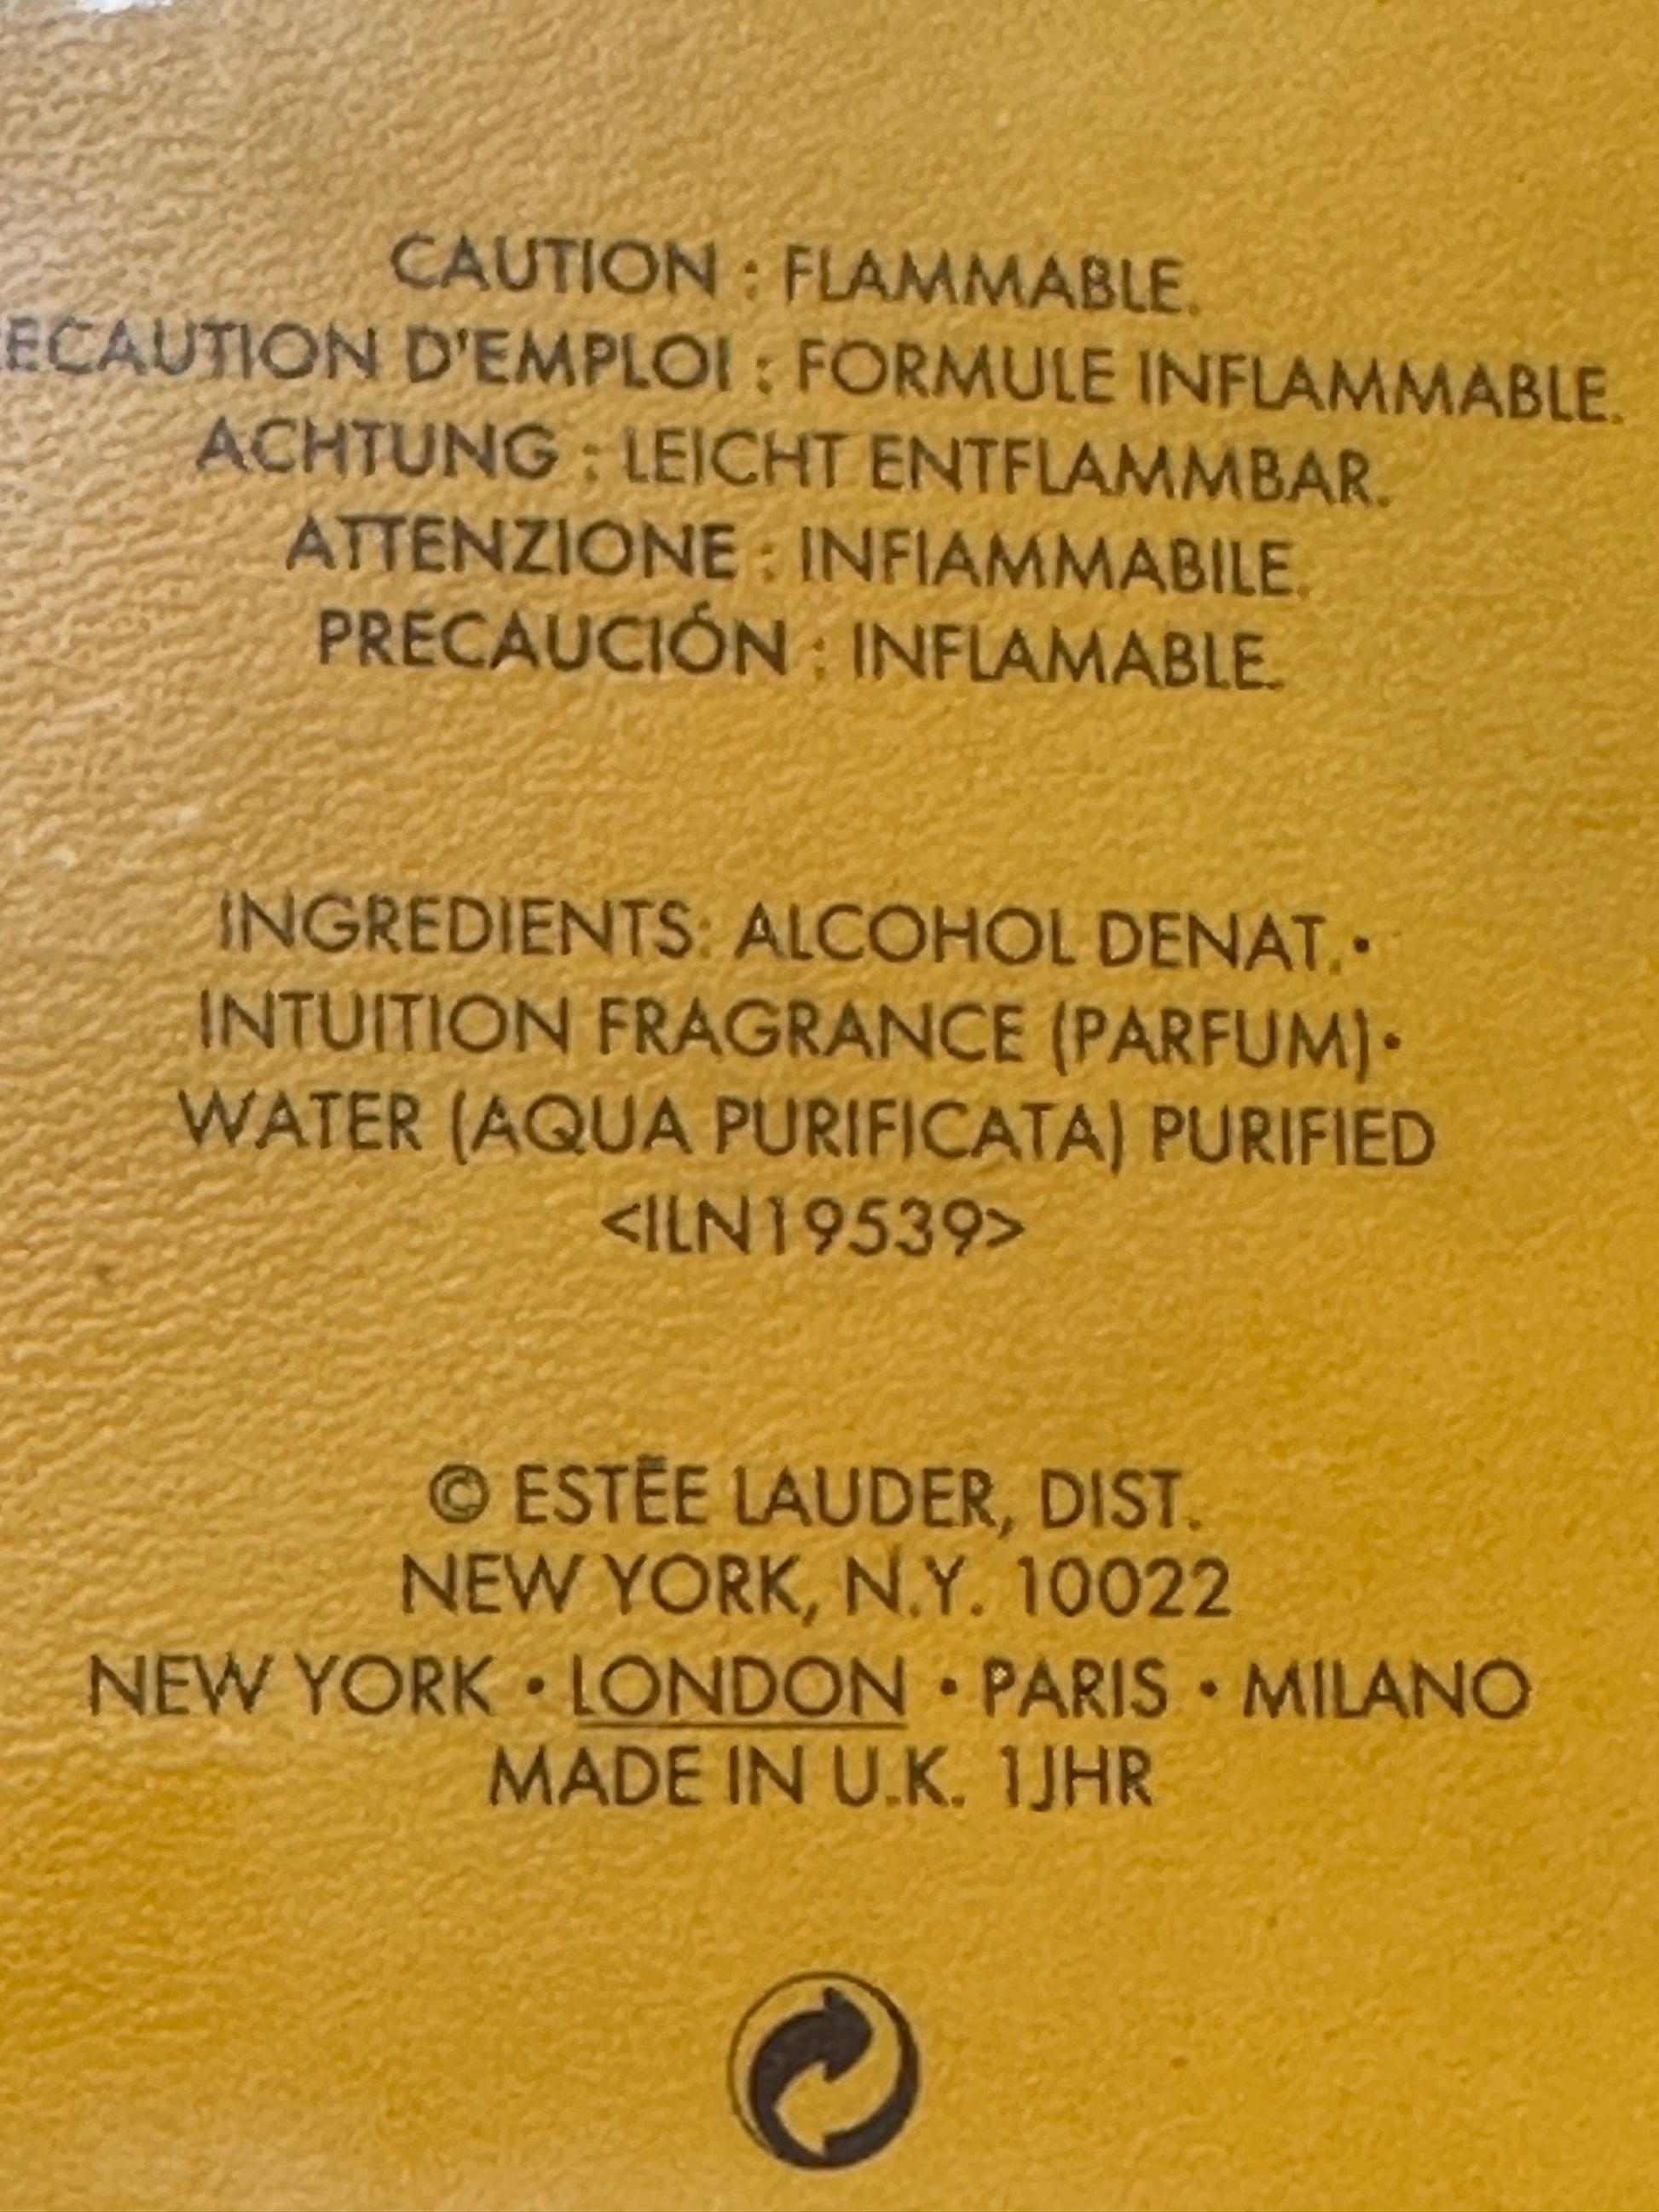 CAUTION : FLAMMABLE.
ECAUTION D'EMPLOI : FORMULE INFLAMMABLE.
ACHTUNG : LEICHT ENTFLAMMBAR.
ATTENZIONE : INFIAMMABILE.
PRECAUCIÓN : INFLAMABLE.
INGREDIENTS: ALCOHOL DENAT. •
INTUITION FRAGRANCE (PARFUM) •
WATER (AQUA PURIFICATA) PURIFIED
<ILN19539>
© ESTĒE LAUDER, DIST.
NEW YORK, N.Y. 10022
NEW YORK • LONDON • PARIS • MILANO
MADE IN U.K. 1JHR